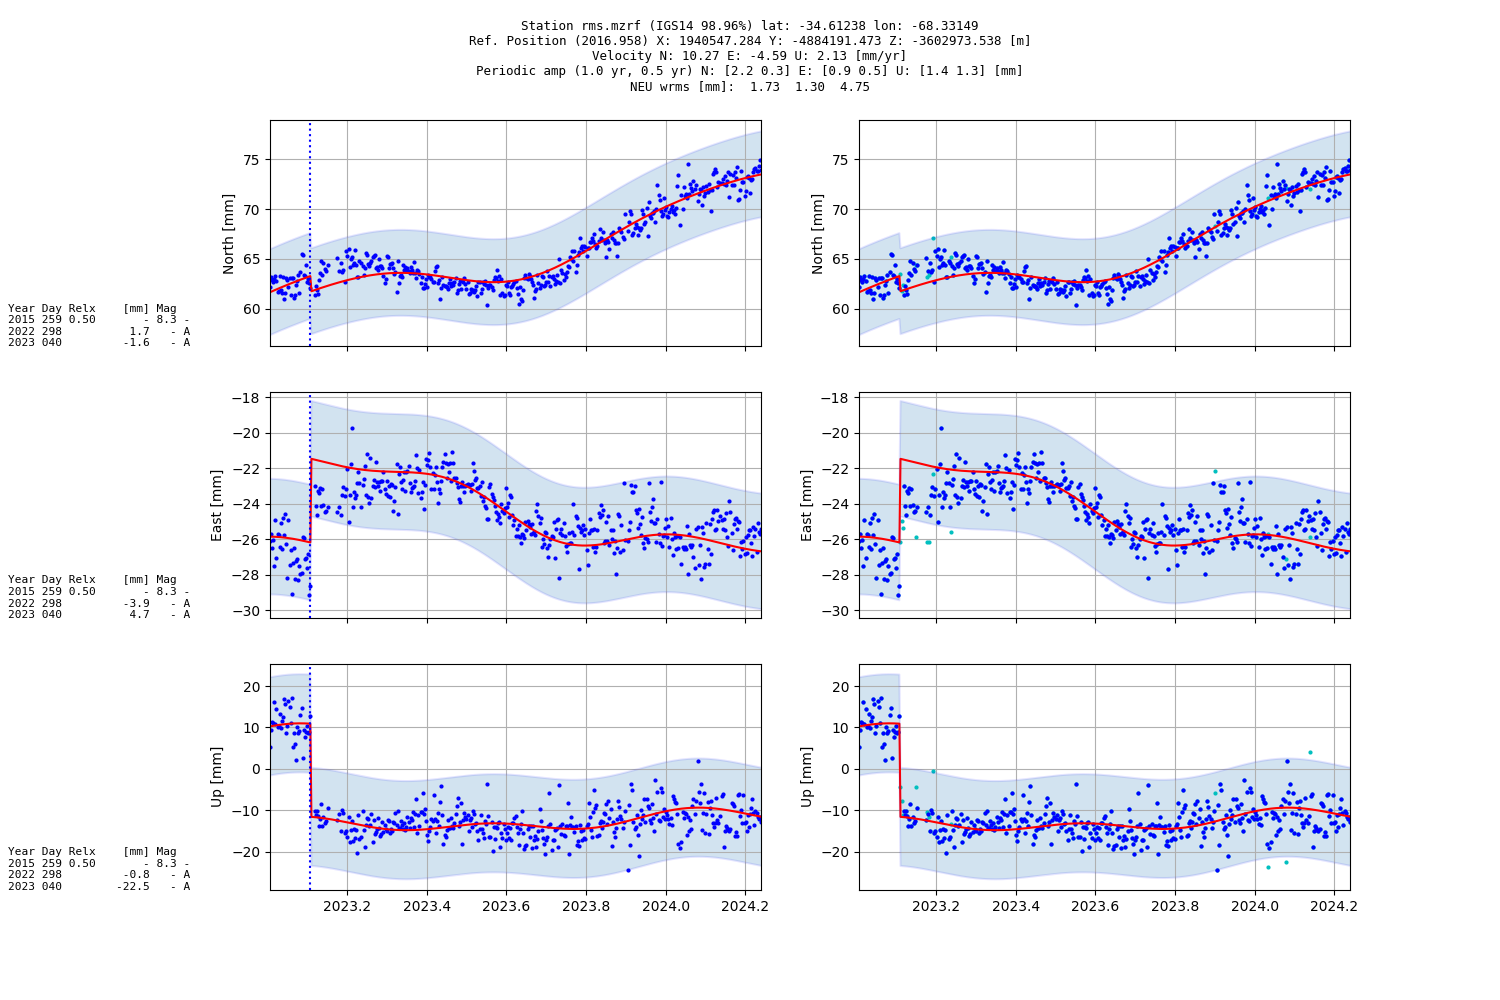 Station rms.mzrf (IGS14 98.96%) lat: -34.61238 lon: -68.33149
Ref. Position (2016.958) X: 1940547.284 Y: -4884191.473 Z: -3602973.538 [m]
Velocity N: 10.27 E: -4.59 U: 2.13 [mm/yr]
Periodic amp (1.0 yr, 0.5 yr) N: [2.2 0.3] E: [0.9 0.5] U: [1.4 1.3] [mm]
NEU wrms [mm]:  1.73  1.30  4.75
North [mm]
75
70
65
60
North [mm]
75
70
65
60
Year Day Relx    [mm] Mag
2015 259 0.50       - 8.3 -
2022 298          1.7   - A
2023 040         -1.6   - A
East [mm]
−18
−20
−22
−24
−26
−28
−30
East [mm]
−18
−20
−22
−24
−26
−28
−30
Year Day Relx    [mm] Mag
2015 259 0.50       - 8.3 -
2022 298         -3.9   - A
2023 040          4.7   - A
Up [mm]
20
10
0
−10
−20
Up [mm]
20
10
0
−10
−20
Year Day Relx    [mm] Mag
2015 259 0.50       - 8.3 -
2022 298         -0.8   - A
2023 040        -22.5   - A
2023.2 2023.4 2023.6 2023.8 2024.0 2024.2
2023.2 2023.4 2023.6 2023.8 2024.0 2024.2